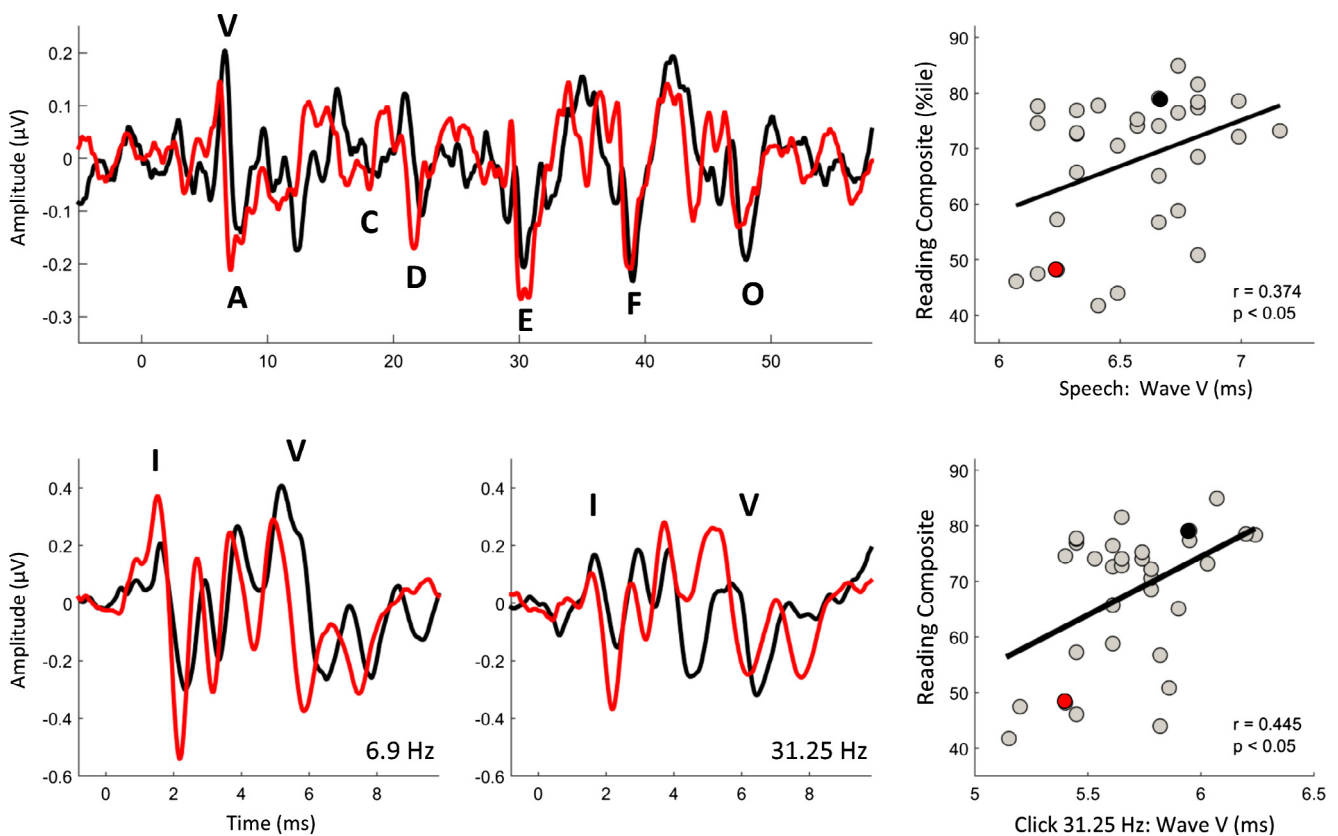 V
0.2
0.1
0
-0.1
-0.2
-0.3
Amplitude (µV)
A
C
D
E
F
O
0
10
20
30
40
50
90
80
70
60
50
40
Reading Composite (%ile)
r = 0.374
p < 0.05
6
6.5
7
Speech: Wave V (ms)
I
V
0.4
0.2
0
-0.2
-0.4
-0.6
Amplitude (µV)
6.9 Hz
0
2
4
6
8
Time (ms)
I
V
0.4
0.2
0
-0.2
-0.4
-0.6
31.25 Hz
0
2
4
6
8
90
80
70
60
50
40
Reading Composite
r = 0.445
p < 0.05
5
5.5
6
6.5
Click 31.25 Hz: Wave V (ms)